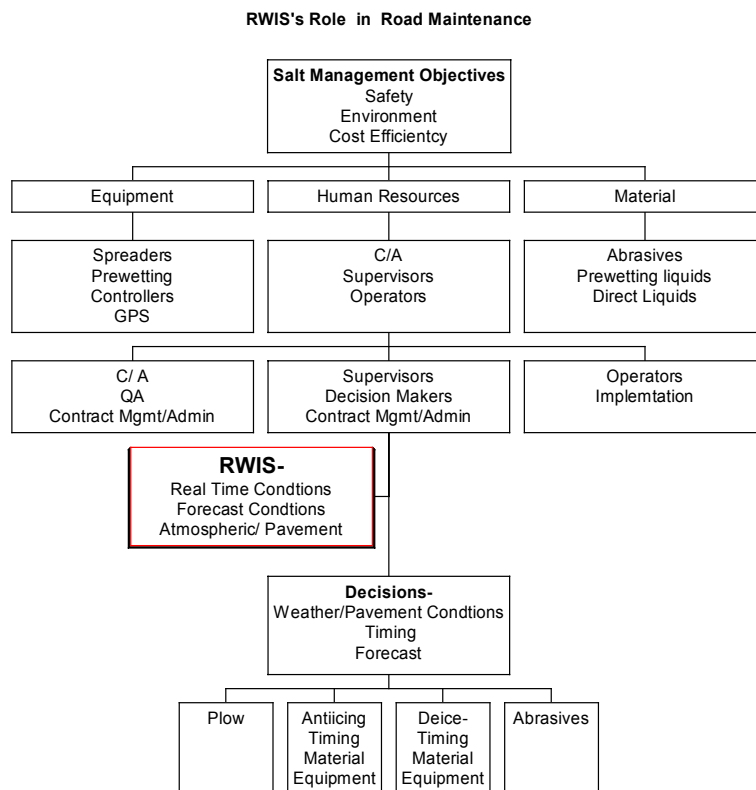 RWIS's Role in Road Maintenance
Salt Management Objectives
Safety
Environment
Cost Efficientcy
Equipment
Human Resources
Material
Spreaders
Prewetting
Controllers
GPS
C/A
Supervisors
Operators
Abrasives
Prewetting liquids
Direct Liquids
C/ A
QA
Contract Mgmt/Admin
Supervisors
Decision Makers
Contract Mgmt/Admin
Operators
Implemtation
RWIS-
Real Time Condtions
Forecast Condtions
Atmospheric/ Pavement
Decisions-
Weather/Pavement Condtions
Timing
Forecast
Plow
Antiicing
Timing
Material
Equipment
Deice-
Timing
Material
Equipment
Abrasives